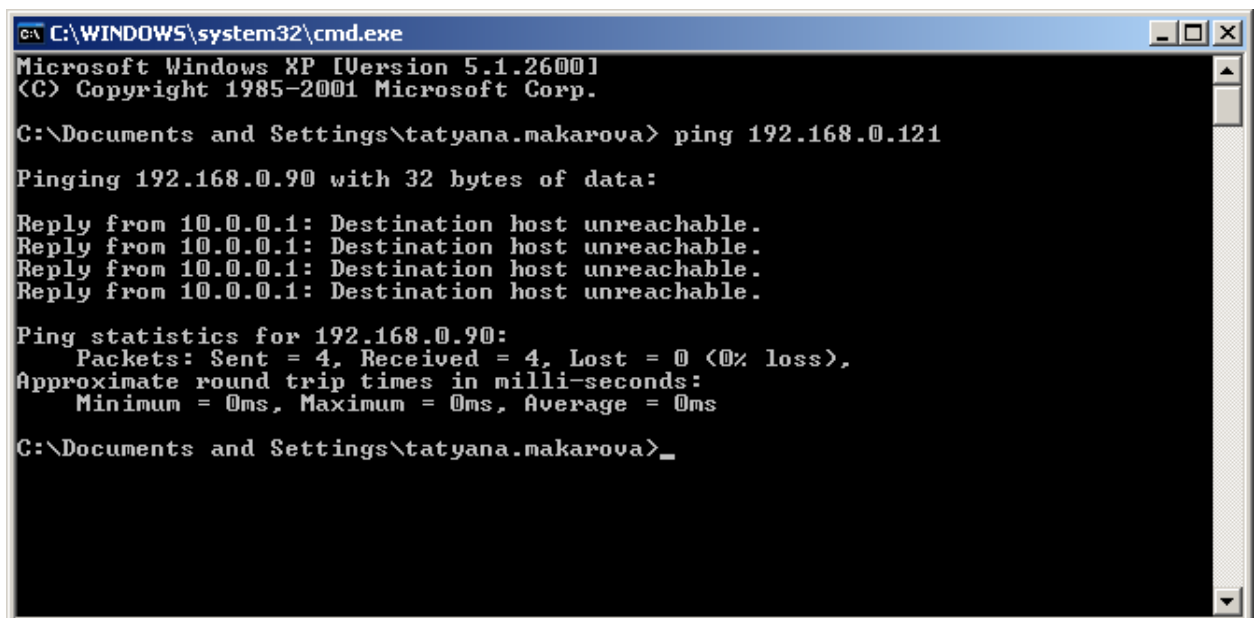 C:\WINDOWS\system32\cmd.exe
Microsoft Windows XP [Version 5.1.2600]
(C) Copyright 1985-2001 Microsoft Corp.
C:\Documents and Settings\tatyana.makarova> ping 192.168.0.121
Pinging 192.168.0.90 with 32 bytes of data:
Reply from 10.0.0.1: Destination host unreachable.
Reply from 10.0.0.1: Destination host unreachable.
Reply from 10.0.0.1: Destination host unreachable.
Reply from 10.0.0.1: Destination host unreachable.
Ping statistics for 192.168.0.90:
Packets: Sent = 4, Received = 4, Lost = 0 (0% loss),
Approximate round trip times in milli-seconds:
Minimum = 0ms, Maximum = 0ms, Average = 0ms
C:\Documents and Settings\tatyana.makarova>_